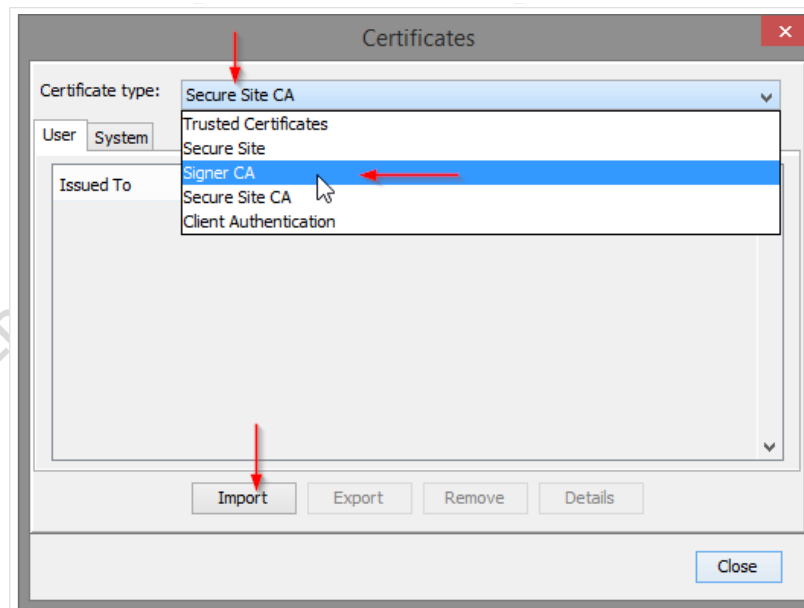 Certificates
Certificate type: Secure Site CA
Trusted Certificates
User System
Secure Site
Issued To
Signer CA
Secure Site CA
Client Authentication
Import Export Remove Details
Close